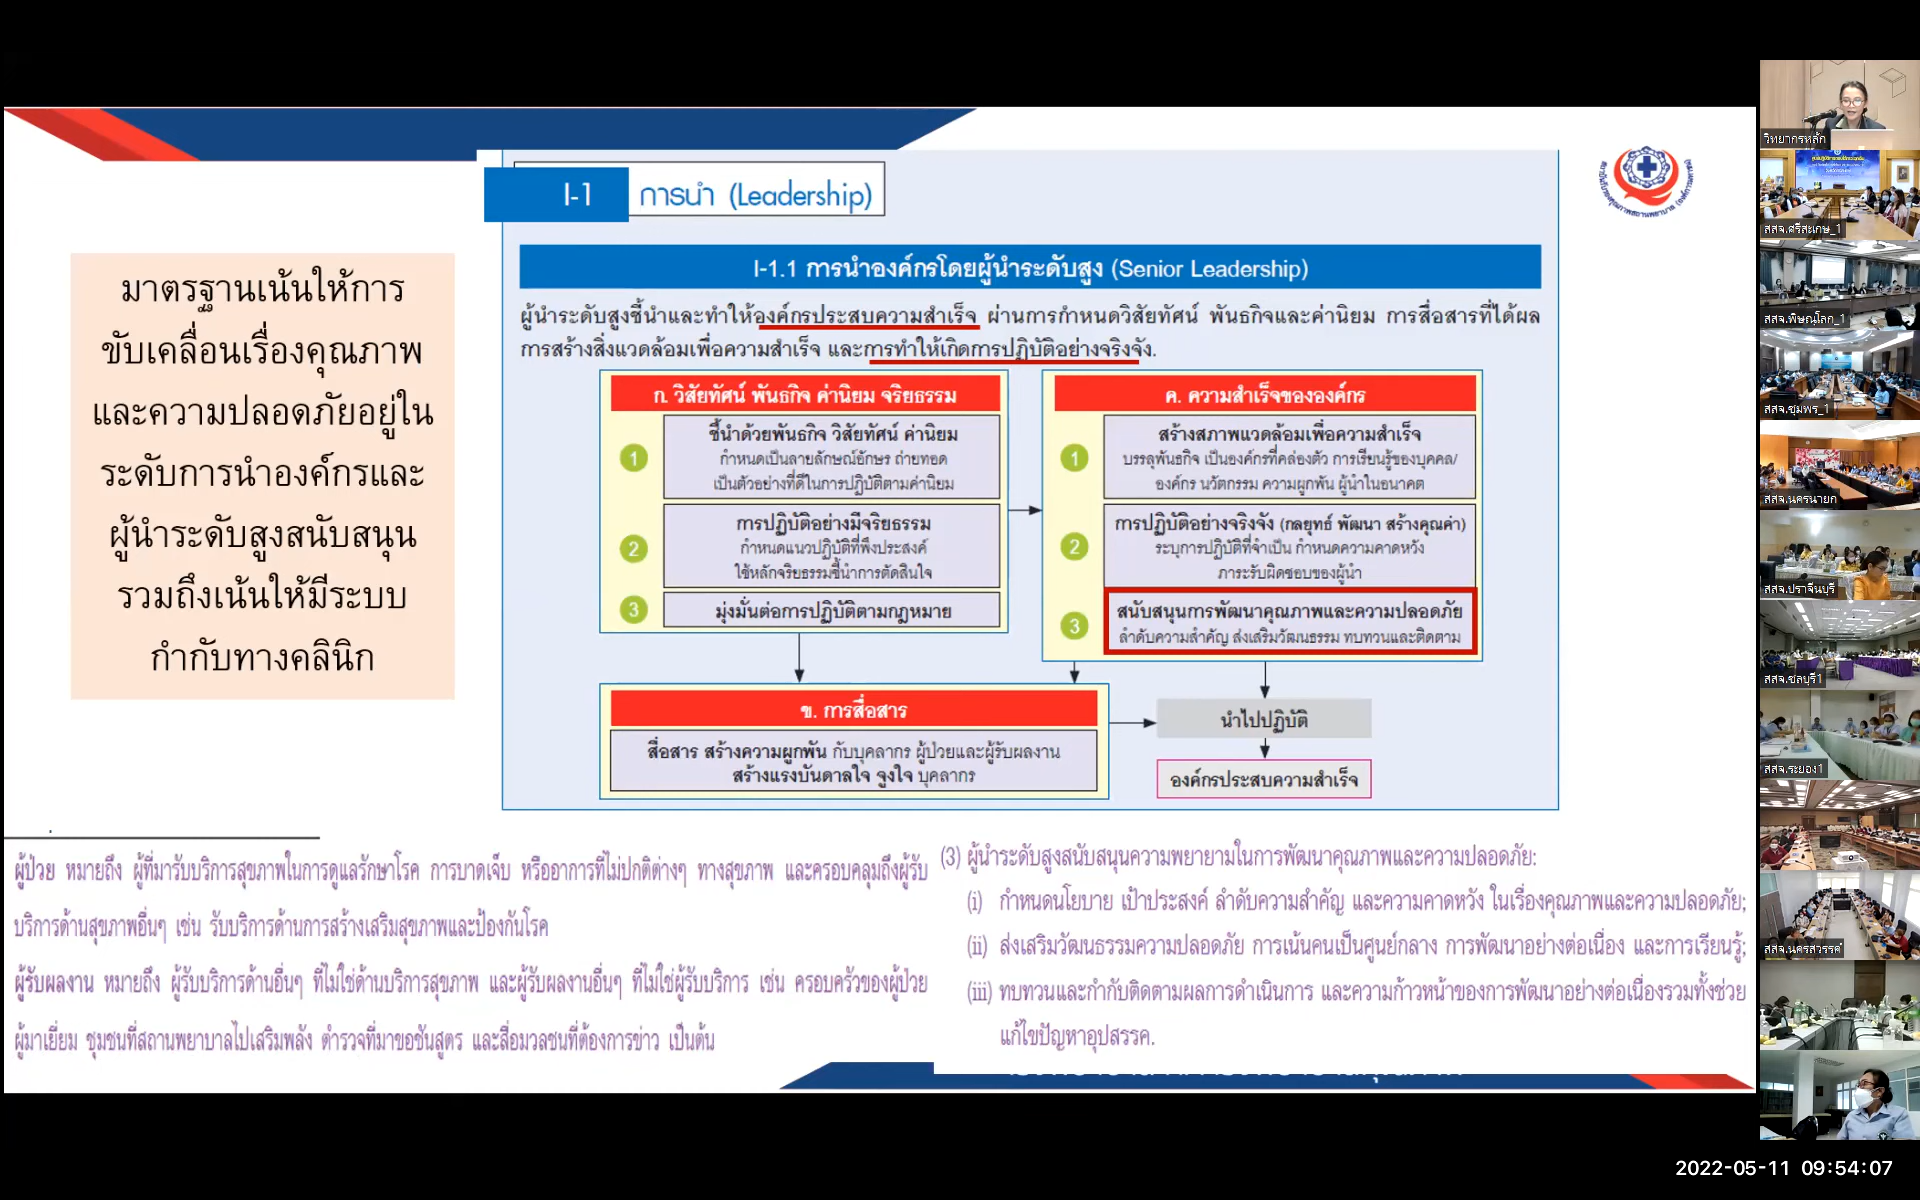 I-1 การนำ (Leadership)
I-1.1 การนำองค์กรโดยผู้นำระดับสูง (Senior Leadership)
ผู้นำระดับสูงชี้นำและทำให้องค์กรประสบความสำเร็จ ผ่านการกำหนดวิสัยทัศน์ พันธกิจและค่านิยม การสื่อสารที่ได้ผล
การสร้างสิ่งแวดล้อมเพื่อความสำเร็จ และการทำให้เกิดการปฏิบัติอย่างจริงจัง.
มาตรฐานเน้นให้การ
ขับเคลื่อนเรื่องคุณภาพ
และความปลอดภัยอยู่ใน
ระดับการนำองค์กรและ
ผู้นำระดับสูงสนับสนุน
รวมถึงเน้นให้มีระบบ
กำกับทางคลินิก
ก. วิสัยทัศน์ พันธกิจ ค่านิยม จริยธรรม
1
ชี้นำด้วยพันธกิจ วิสัยทัศน์ ค่านิยม
กำหนดเป็นลายลักษณ์อักษร ถ่ายทอด
เป็นตัวอย่างที่ดีในการปฏิบัติตามค่านิยม
2
การปฏิบัติอย่างมีจริยธรรม
กำหนดแนวปฏิบัติที่พึงประสงค์
ใช้หลักจริยธรรมชี้นำการตัดสินใจ
3
มุ่งมั่นต่อการปฏิบัติตามกฎหมาย
ค. ความสำเร็จขององค์กร
1
สร้างสภาพแวดล้อมเพื่อความสำเร็จ
บรรลุพันธกิจ เป็นองค์กรที่คล่องตัว การเรียนรู้ของบุคคล/
องค์กร นวัตกรรม ความผูกพัน ผู้นำในอนาคต
2
การปฏิบัติอย่างจริงจัง (กลยุทธ์ พัฒนา สร้างคุณค่า)
ระบุการปฏิบัติที่จำเป็น กำหนดความคาดหวัง
ภาระรับผิดชอบของผู้นำ
3
สนับสนุนการพัฒนาคุณภาพและความปลอดภัย
ลำดับความสำคัญ ส่งเสริมวัฒนธรรม ทบทวนและติดตาม
ข. การสื่อสาร
สื่อสาร สร้างความผูกพัน กับบุคลากร ผู้ป่วยและผู้รับผลงาน
สร้างแรงบันดาลใจ จูงใจ บุคลากร
นำไปปฏิบัติ
องค์กรประสบความสำเร็จ
ผู้ป่วย หมายถึง ผู้ที่มารับบริการสุขภาพในการดูแลรักษาโรค การบาดเจ็บ หรืออาการที่ไม่ปกติต่างๆ ทางสุขภาพ และครอบคลุมถึงผู้รับ
บริการด้านสุขภาพอื่นๆ เช่น รับบริการด้านการสร้างเสริมสุขภาพและป้องกันโรค
ผู้รับผลงาน หมายถึง ผู้รับบริการด้านอื่นๆ ที่ไม่ใช่ด้านบริการสุขภาพ และผู้รับผลงานอื่นๆ ที่ไม่ใช่ผู้รับบริการ เช่น ครอบครัวของผู้ป่วย
ผู้มาเยี่ยม ชุมชนที่สถานพยาบาลไปเสริมพลัง ตำรวจที่มาขอชันสูตร และสื่อมวลชนที่ต้องการข่าว เป็นต้น
(3) ผู้นำระดับสูงสนับสนุนความพยายามในการพัฒนาคุณภาพและความปลอดภัย:
(i) กำหนดนโยบาย เป้าประสงค์ ลำดับความสำคัญ และความคาดหวัง ในเรื่องคุณภาพและความปลอดภัย;
(ii) ส่งเสริมวัฒนธรรมความปลอดภัย การเน้นคนเป็นศูนย์กลาง การพัฒนาอย่างต่อเนื่อง และการเรียนรู้;
(iii) ทบทวนและกำกับติดตามผลการดำเนินการ และความก้าวหน้าของการพัฒนาอย่างต่อเนื่องรวมทั้งช่วย
แก้ไขปัญหาอุปสรรค.
วิทยากรหลัก
สสจ.ศรีสะเกษ_1
สสจ.พิษณุโลก_1
สสจ.ชุมพร_1
สสจ.นครนายก
สสจ.ปราจีนบุรี
สสจ.ชลบุรี1
สสจ.ระยอง1
สสจ.นครสวรรค์
2022-05-11 09:54:07